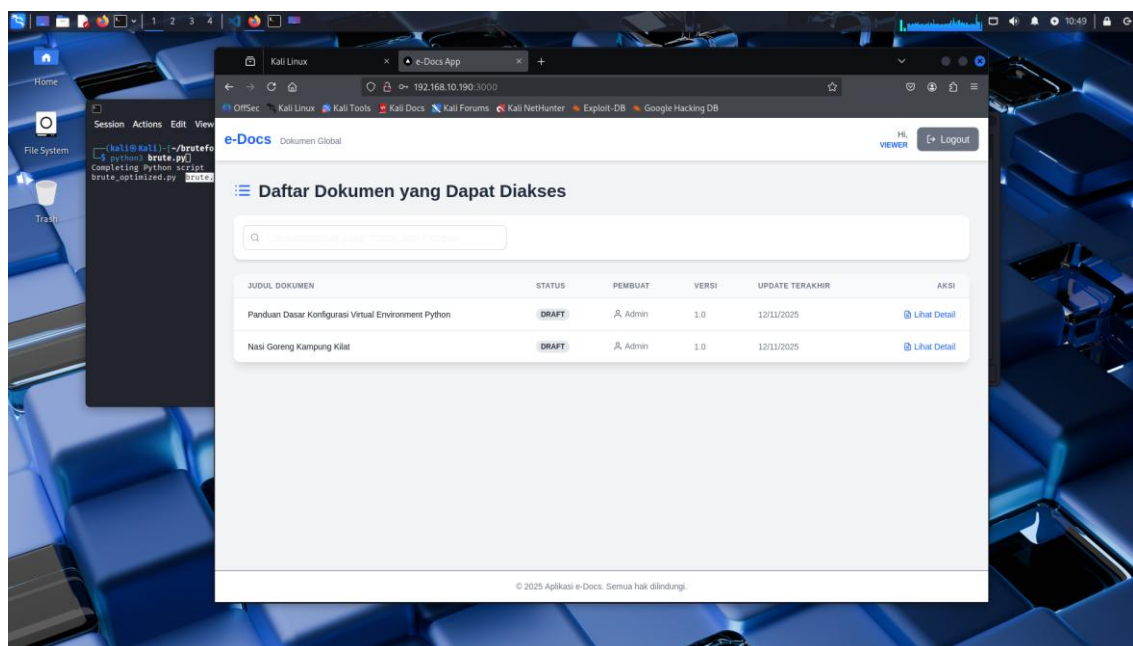 1 2 3 4
10:49
Home
File System
Trash
Session Actions Edit View
(kali㉿Kali)-[~/brutefo
$ python3 brute.py
Completing Python script
brute_optimized.py brute.
Kali Linux
e-Docs App
192.168.10.190:3000
OffSec Kali Linux Kali Tools Kali Docs Kali Forums Kali NetHunter Exploit-DB Google Hacking DB
e-Docs Dokumen Global
Hi,
VIEWER
Logout
Daftar Dokumen yang Dapat Diakses
JUDUL DOKUMEN STATUS PEMBUAT VERSI UPDATE TERAKHIR AKSI
Panduan Dasar Konfigurasi Virtual Environment Python DRAFT Admin 1.0 12/11/2025 Lihat Detail
Nasi Goreng Kampung Kilat DRAFT Admin 1.0 12/11/2025 Lihat Detail
© 2025 Aplikasi e-Docs. Semua hak dilindungi.